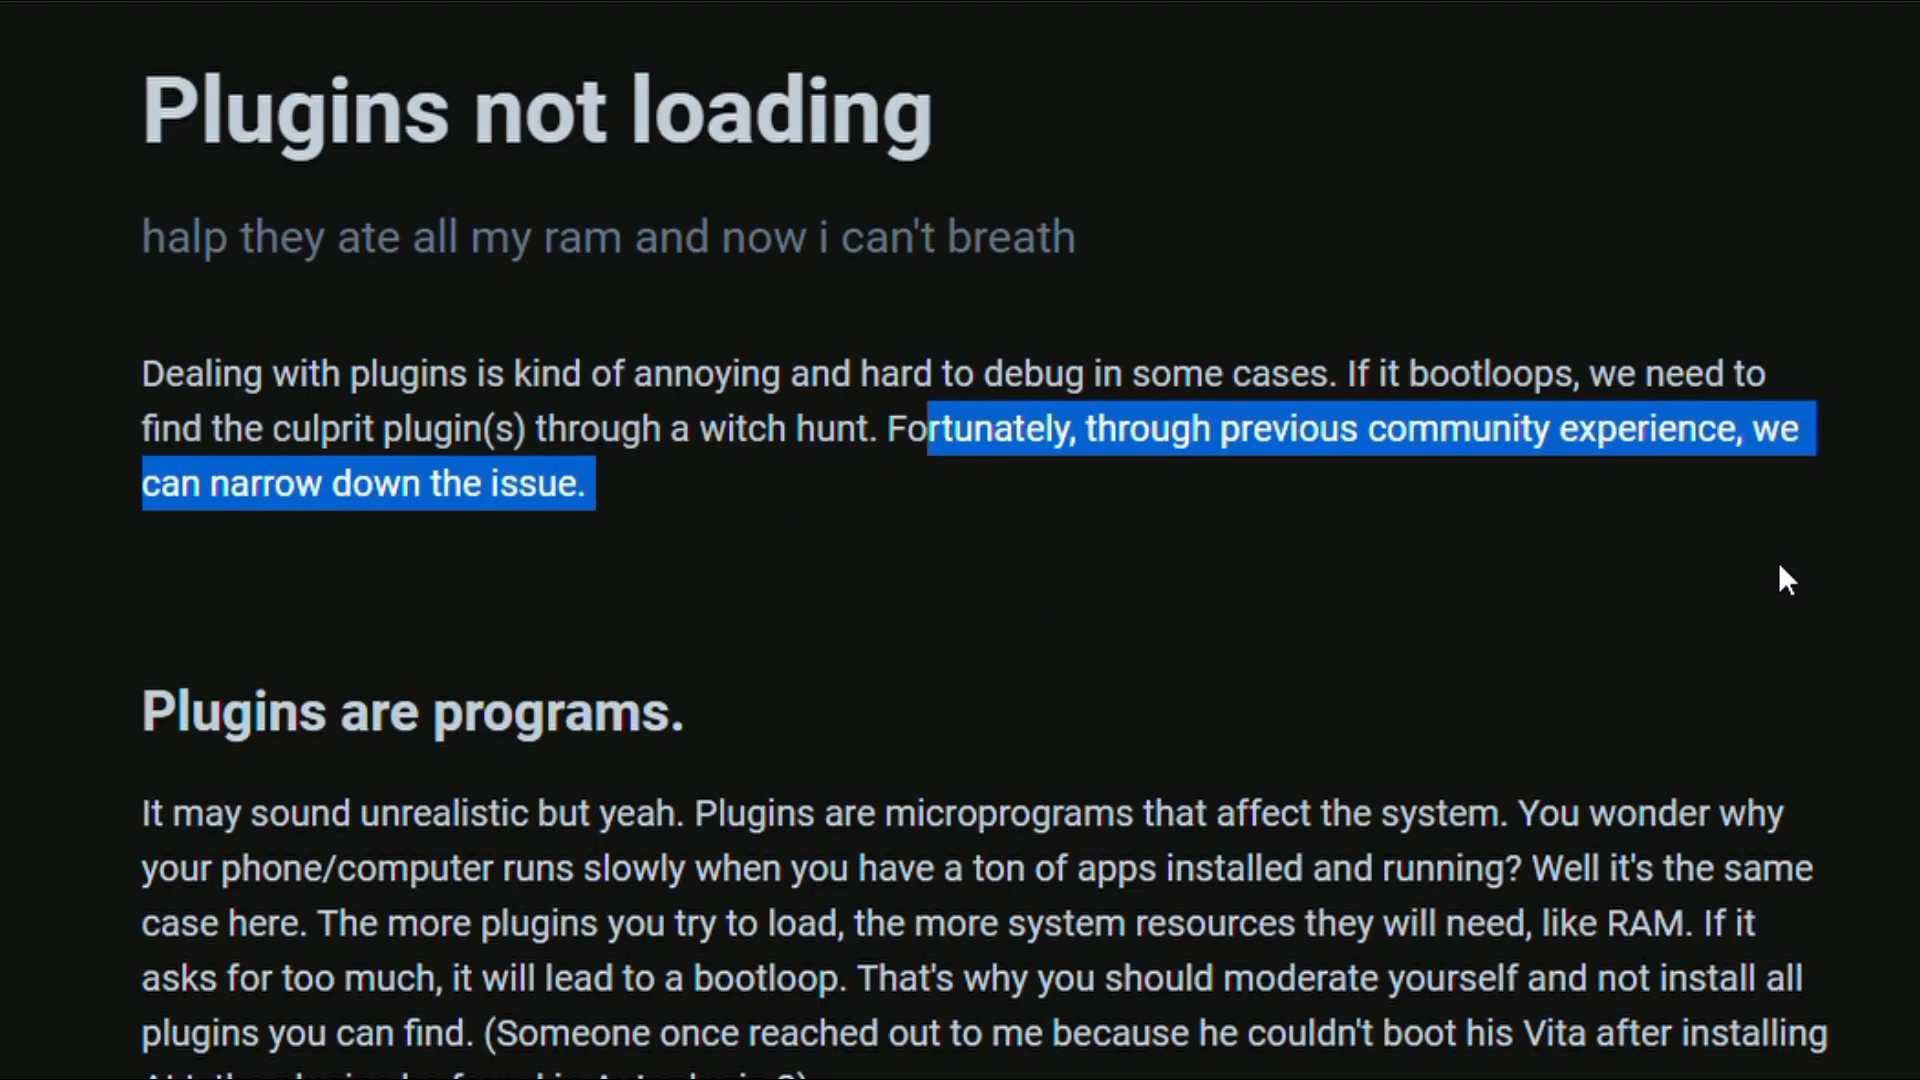 Plugins not loading
halp they ate all my ram and now i can't breath
Dealing with plugins is kind of annoying and hard to debug in some cases. If it bootloops, we need to
find the culprit plugin(s) through a witch hunt. Fortunately, through previous community experience, we
can narrow down the issue.
Plugins are programs.
It may sound unrealistic but yeah. Plugins are microprograms that affect the system. You wonder why
your phone/computer runs slowly when you have a ton of apps installed and running? Well it's the same
case here. The more plugins you try to load, the more system resources they will need, like RAM. If it
asks for too much, it will lead to a bootloop. That's why you should moderate yourself and not install all
plugins you can find. (Someone once reached out to me because he couldn't boot his Vita after installing